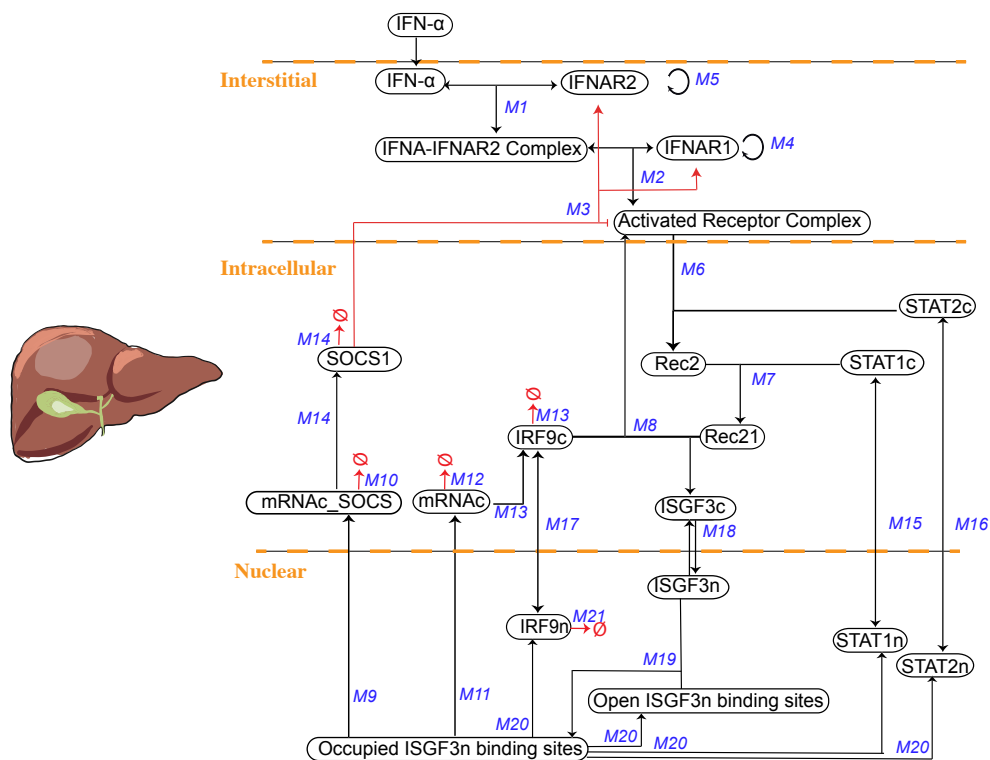 IFN-α
Interstitial
IFN-α
IFNAR2
M5
M1
IFNA-IFNAR2 Complex
IFNAR1
M4
M2
M3
Activated Receptor Complex
Intracellular
M6
STAT2c
M14
Ø
SOCS1
Rec2
STAT1c
M7
Ø
M13
M14
M8
IRF9c
Rec21
Ø
M10
Ø
M12
mRNAc_SOCS
mRNAc
M13
ISGF3c
M17
M18
M15
M16
Nuclear
ISGF3n
M21
IRF9n
Ø
STAT1n
M19
STAT2n
M9
M11
Open ISGF3n binding sites
M20
M20
M20
M20
Occupied ISGF3n binding sites